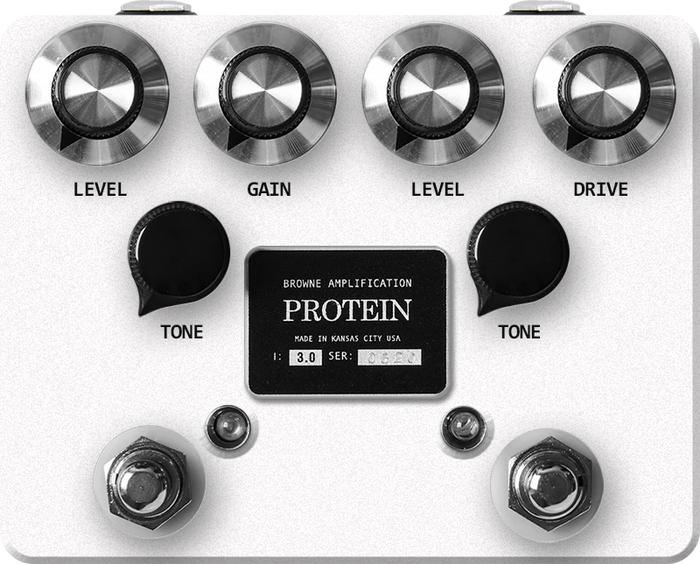 LEVEL GAIN LEVEL DRIVE
TONE TONE
BROWNE AMPLIFICATION
PROTEIN
MADE IN KANSAS CITY USA
3.0 SER: